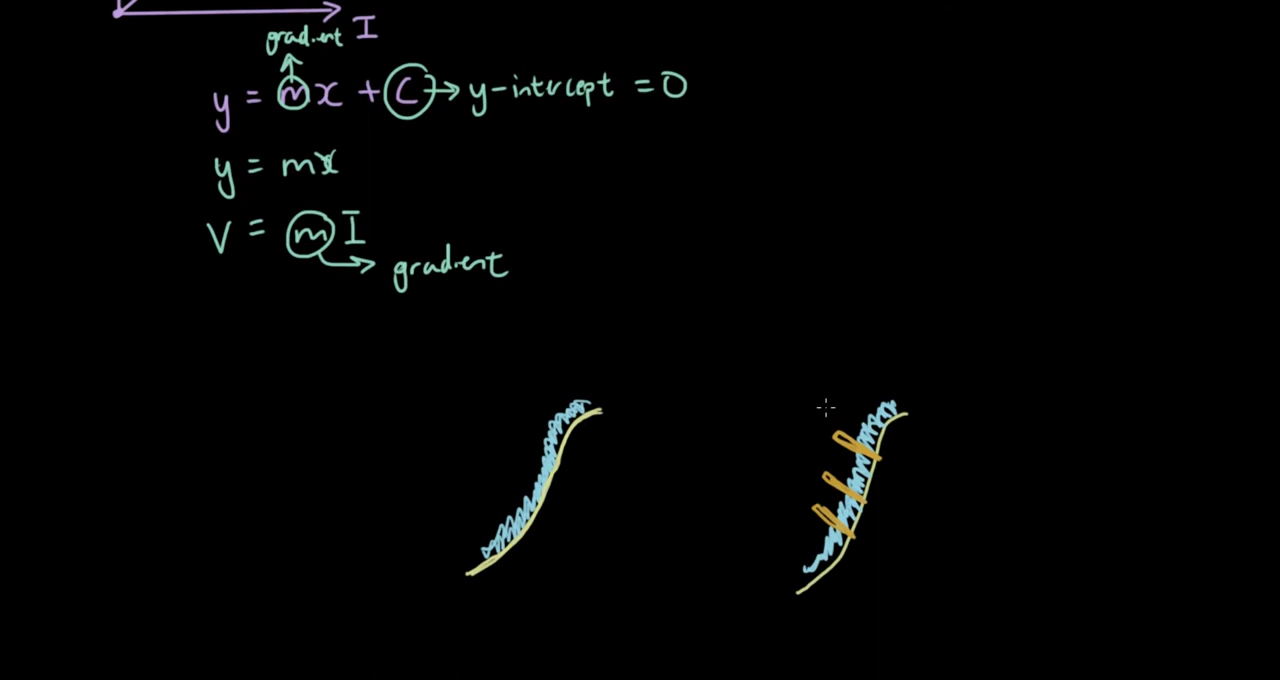 I
gradient
y = mx + c → y-intercept = 0
y = mx
V = mI
→ gradient